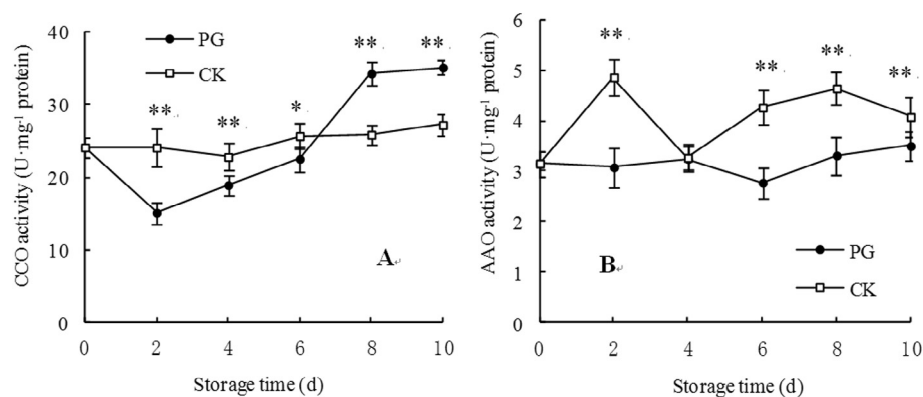 40
30
20
10
0
CCO activity (U·mg⁻¹ protein)
PG
CK
**
**
*
**
**
A
0 2 4 6 8 10
Storage time (d)
6
5
4
3
2
1
0
AAO activity (U·mg⁻¹ protein)
**
**
**
**
B
PG
CK
0 2 4 6 8 10
Storage time (d)